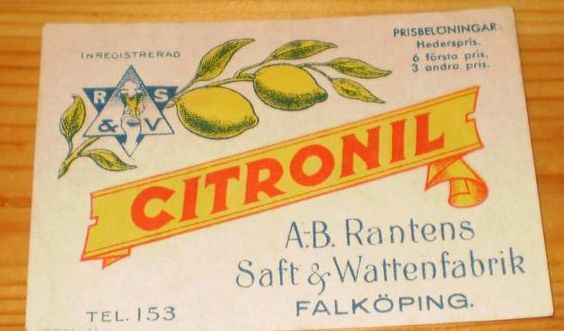 INREGISTRERAD
R S
& V
PRISBELÖNINGAR:
Hederspris.
6 första pris.
3 andra pris.
CITRONIL
A.-B. Rantens
Saft & Wattenfabrik
FALKÖPING.
TEL. 153